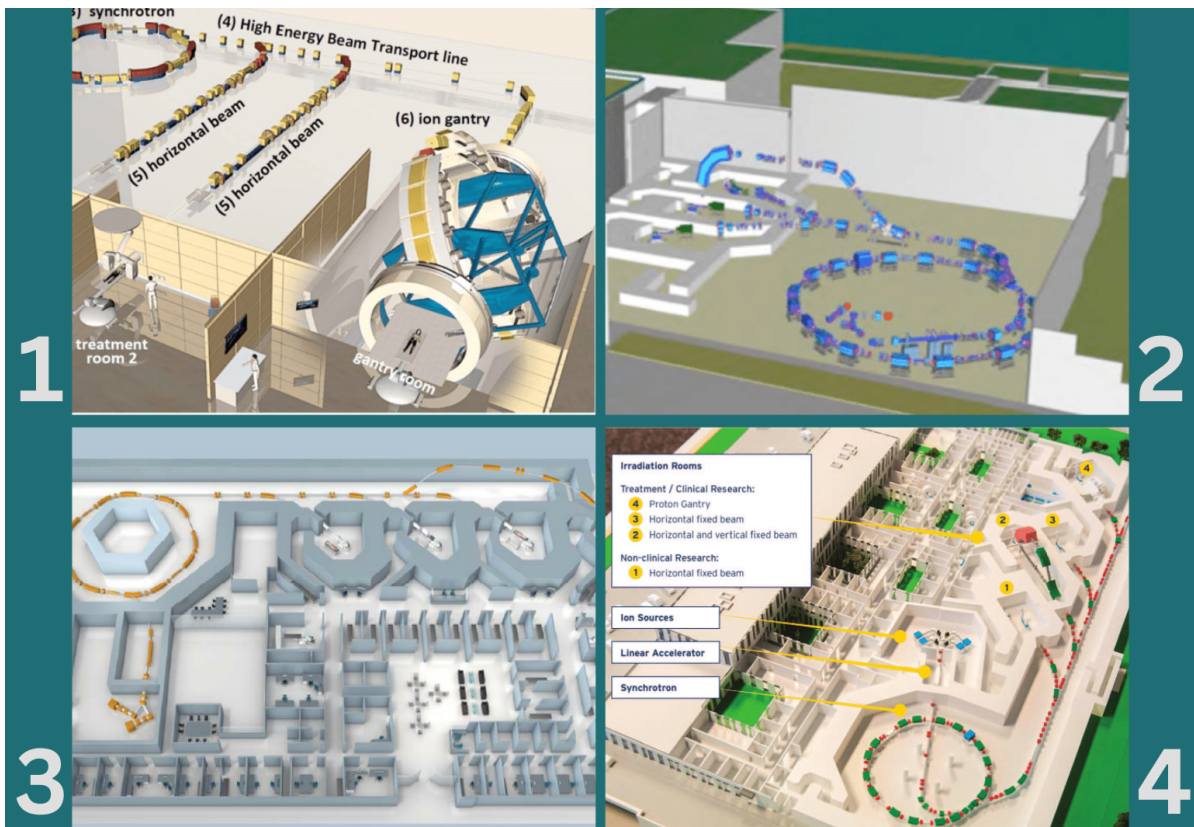 3) synchrotron
(4) High Energy Beam Transport line
(5) horizontal beam
(5) horizontal beam
(6) ion gantry
treatment
room 2
gantry room
1
2
3
Irradiation Rooms
Treatment / Clinical Research:
4 Proton Gantry
3 Horizontal fixed beam
2 Horizontal and vertical fixed beam
Non-clinical Research:
1 Horizontal fixed beam
Ion Sources
Linear Accelerator
Synchrotron
4
2
3
1
4